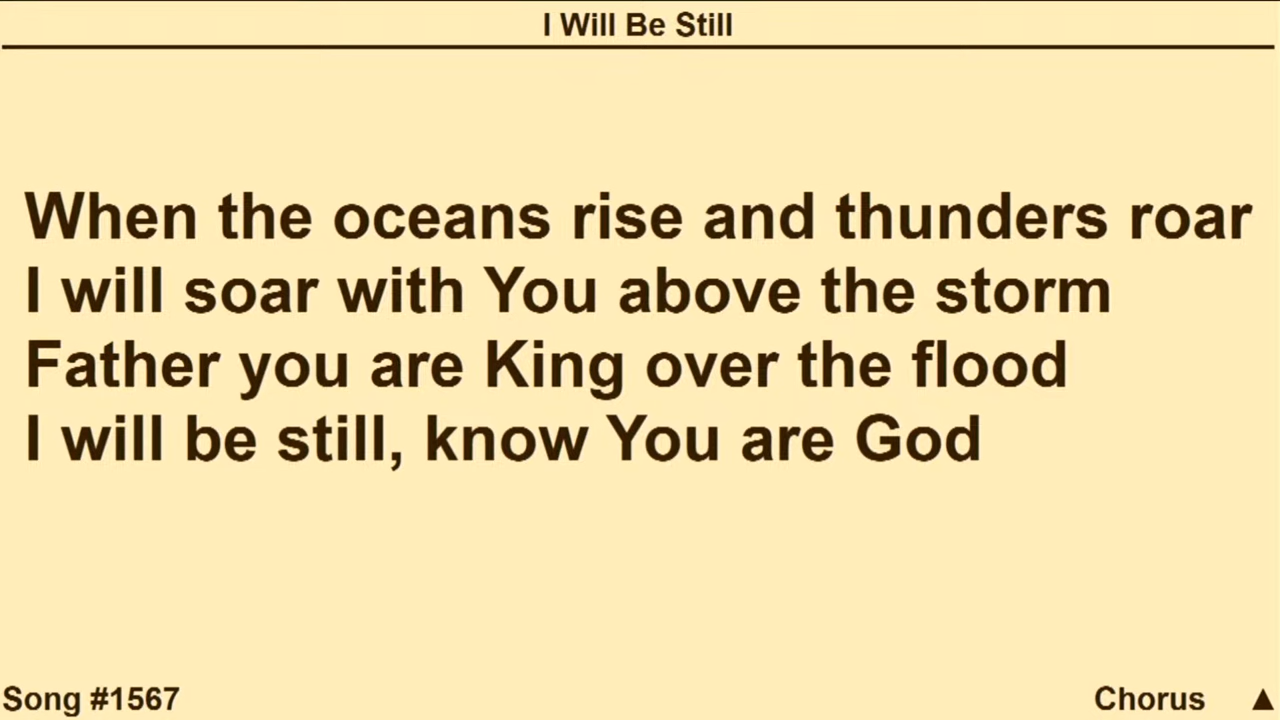 I Will Be Still
When the oceans rise and thunders roar
I will soar with You above the storm
Father you are King over the flood
I will be still, know You are God
Song #1567
Chorus ▲